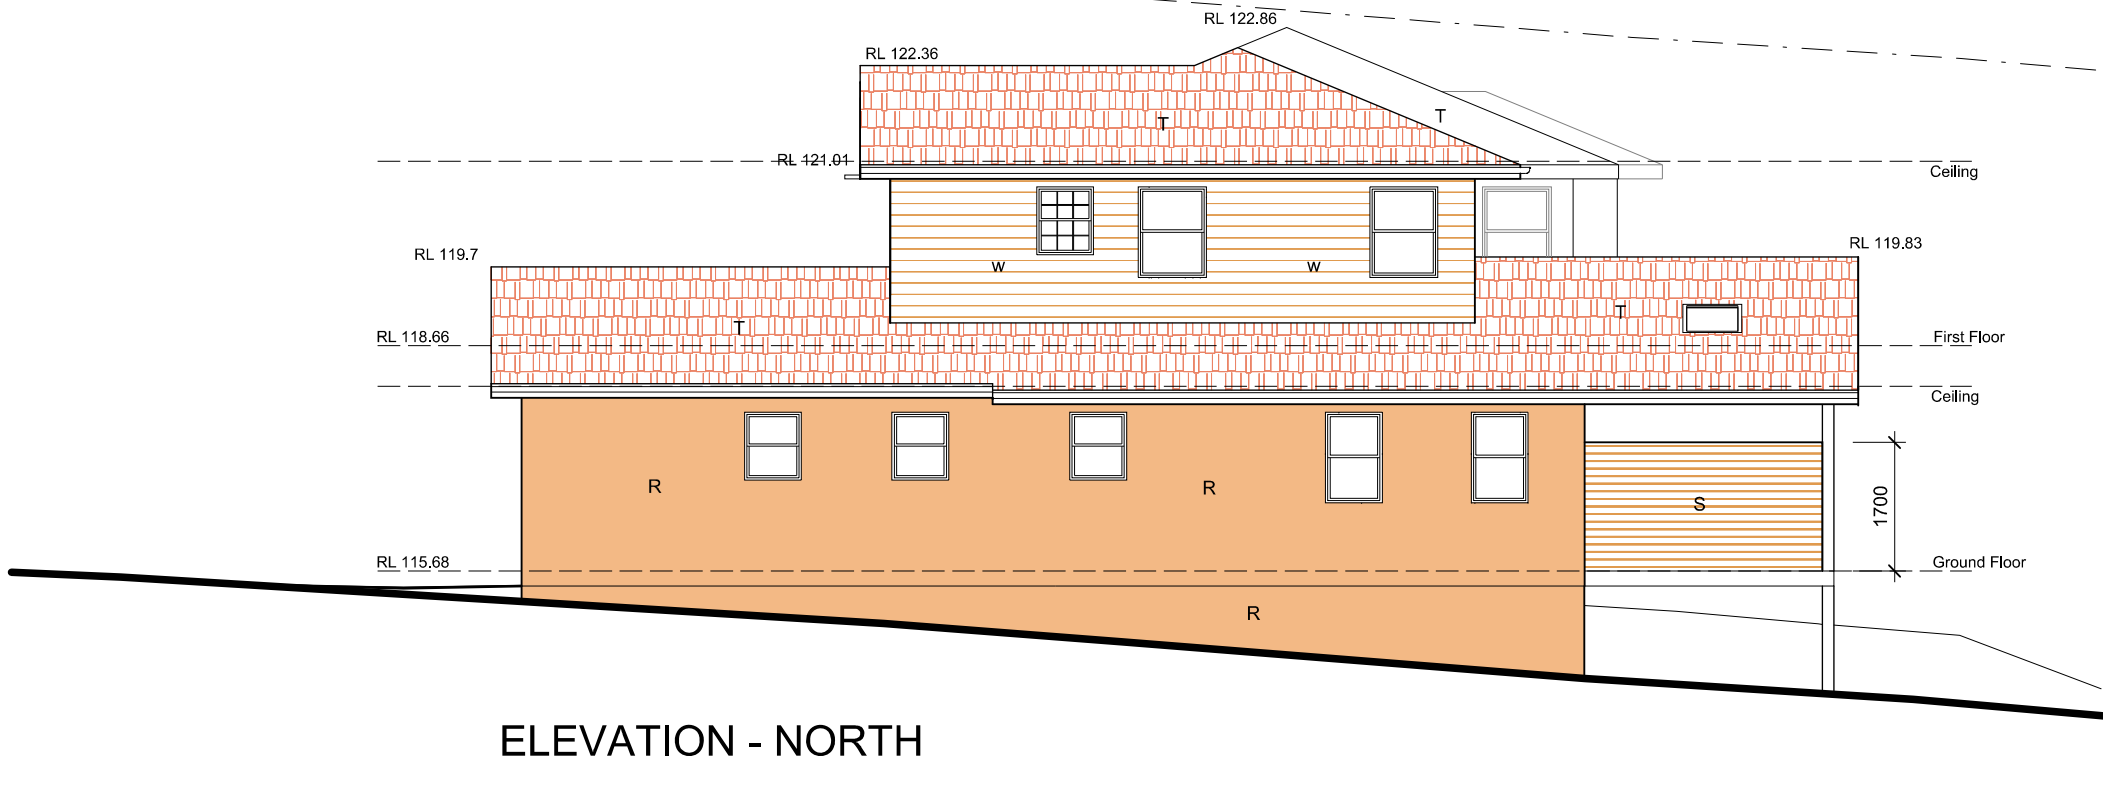 RL 122.86
RL 122.36
T
T
RL 121.01
Ceiling
RL 119.7
w
w
RL 119.83
T
T
RL 118.66
First Floor
Ceiling
R
R
S
1700
RL 115.68
Ground Floor
R
ELEVATION - NORTH